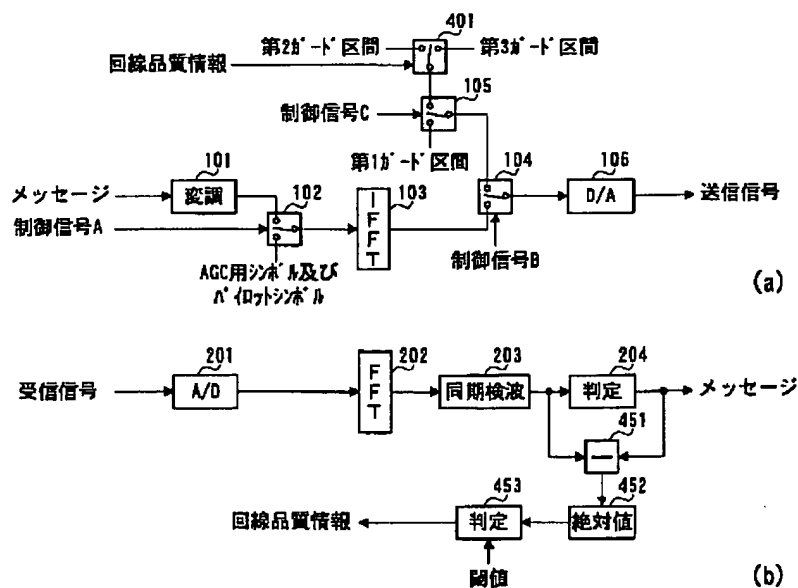 401
第2ｶﾞｰﾄﾞ区間
第3ｶﾞｰﾄﾞ区間
回線品質情報
105
制御信号C
第1ｶﾞｰﾄﾞ区間
101
102
103
104
106
メッセージ
変調
IFFT
D/A
送信信号
制御信号A
制御信号B
AGC用ｼﾝﾎﾞﾙ及び
ﾊﾟｲﾛｯﾄｼﾝﾎﾞﾙ
(a)
201
202
203
204
受信信号
A/D
FFT
同期検波
判定
メッセージ
451
453
452
回線品質情報
判定
絶対値
閾値
(b)